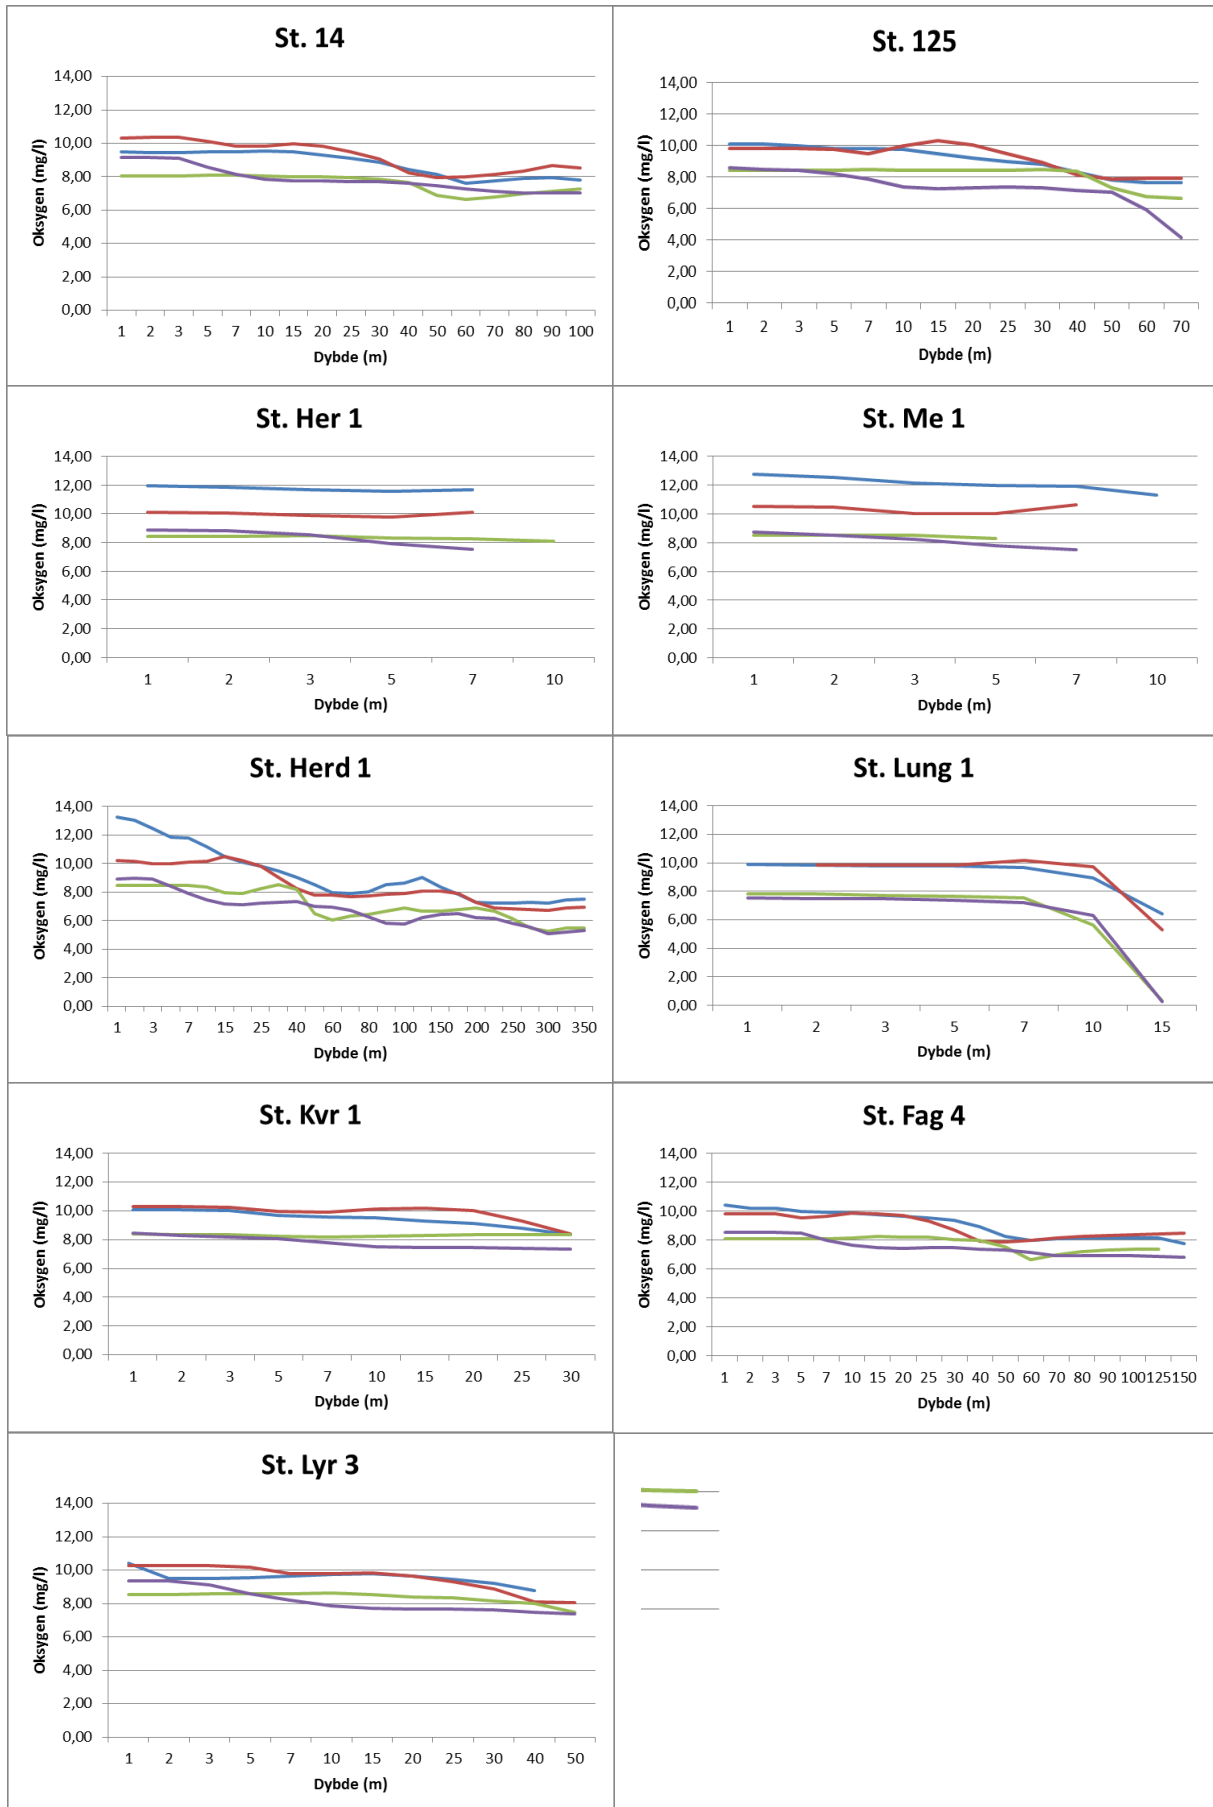 St. 14
14,00
12,00
10,00
8,00
6,00
4,00
2,00
0,00
Oksygen (mg/l)
1 2 3 5 7 10 15 20 25 30 40 50 60 70 80 90 100
Dybde (m)
St. 125
14,00
12,00
10,00
8,00
6,00
4,00
2,00
0,00
Oksygen (mg/l)
1 2 3 5 7 10 15 20 25 30 40 50 60 70
Dybde (m)
St. Her 1
14,00
12,00
10,00
8,00
6,00
4,00
2,00
0,00
Oksygen (mg/l)
1 2 3 5 7 10
Dybde (m)
St. Me 1
14,00
12,00
10,00
8,00
6,00
4,00
2,00
0,00
Oksygen (mg/l)
1 2 3 5 7 10
Dybde (m)
St. Herd 1
14,00
12,00
10,00
8,00
6,00
4,00
2,00
0,00
Oksygen (mg/l)
1 3 7 15 25 40 60 80 100 150 200 250 300 350
Dybde (m)
St. Lung 1
14,00
12,00
10,00
8,00
6,00
4,00
2,00
0,00
Oksygen (mg/l)
1 2 3 5 7 10 15
Dybde (m)
St. Kvr 1
14,00
12,00
10,00
8,00
6,00
4,00
2,00
0,00
Oksygen (mg/l)
1 2 3 5 7 10 15 20 25 30
Dybde (m)
St. Fag 4
14,00
12,00
10,00
8,00
6,00
4,00
2,00
0,00
Oksygen (mg/l)
1 2 3 5 7 10 15 20 25 30 40 50 60 70 80 90 100125150
Dybde (m)
St. Lyr 3
14,00
12,00
10,00
8,00
6,00
4,00
2,00
0,00
Oksygen (mg/l)
1 2 3 5 7 10 15 20 25 30 40 50
Dybde (m)